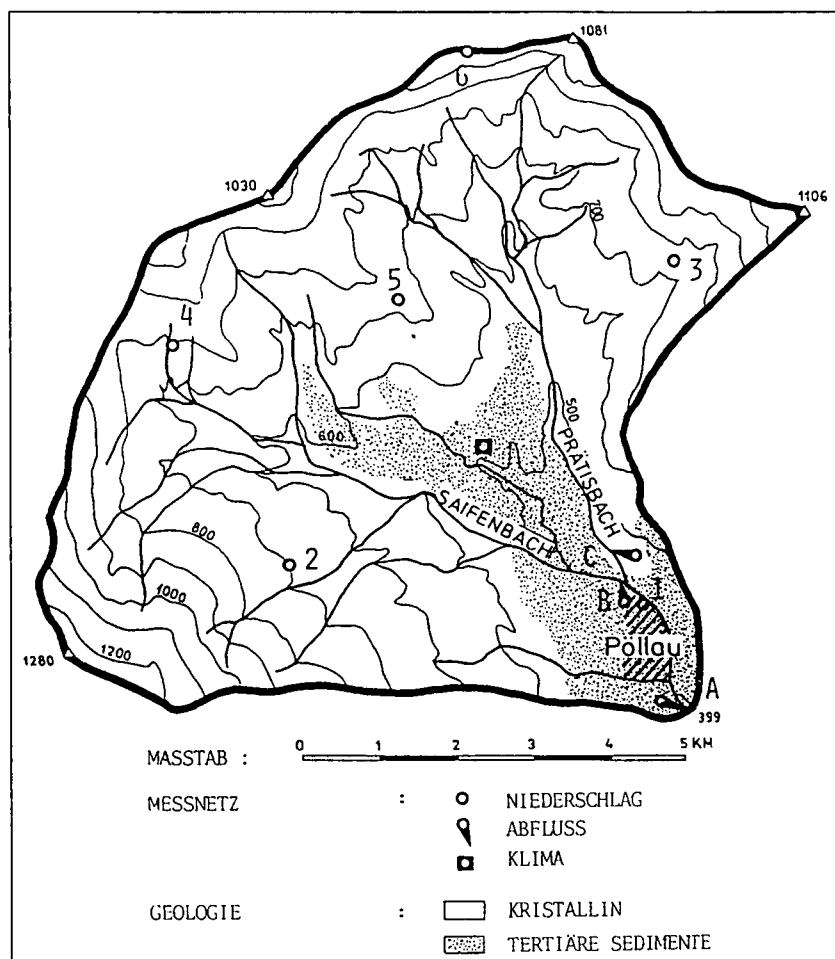 1081
6
1030
1106
700
3
5
4
500
PRATISBACH
600
SAIFENBACH
800
C
2
1
B
1000
Pöllau
1280
1200
A
399
MASSTAB :
0 1 2 3 4 5 KM
MESSNETZ : NIEDERSCHLAG
ABFLUSS
KLIMA
GEOLOGIE : KRISTALLIN
TERTIÄRE SEDIMENTE